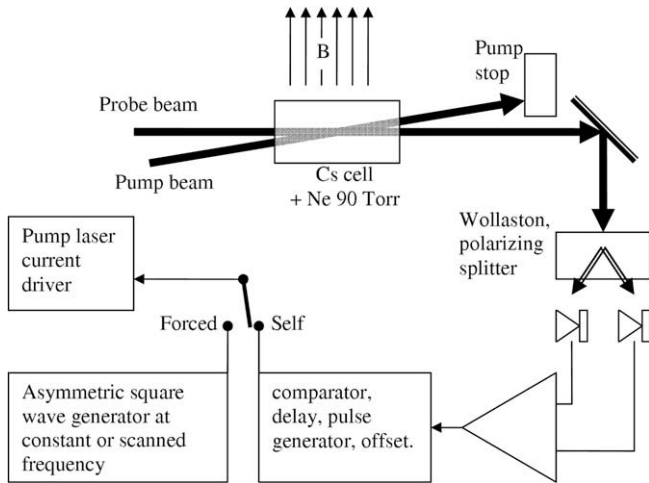 B
Pump
stop
Probe beam
Pump beam
Cs cell
+ Ne 90 Torr
Wollaston,
polarizing
splitter
Pump laser
current
driver
Forced
Self
Asymmetric square
wave generator at
constant or scanned
frequency
comparator,
delay, pulse
generator, offset.